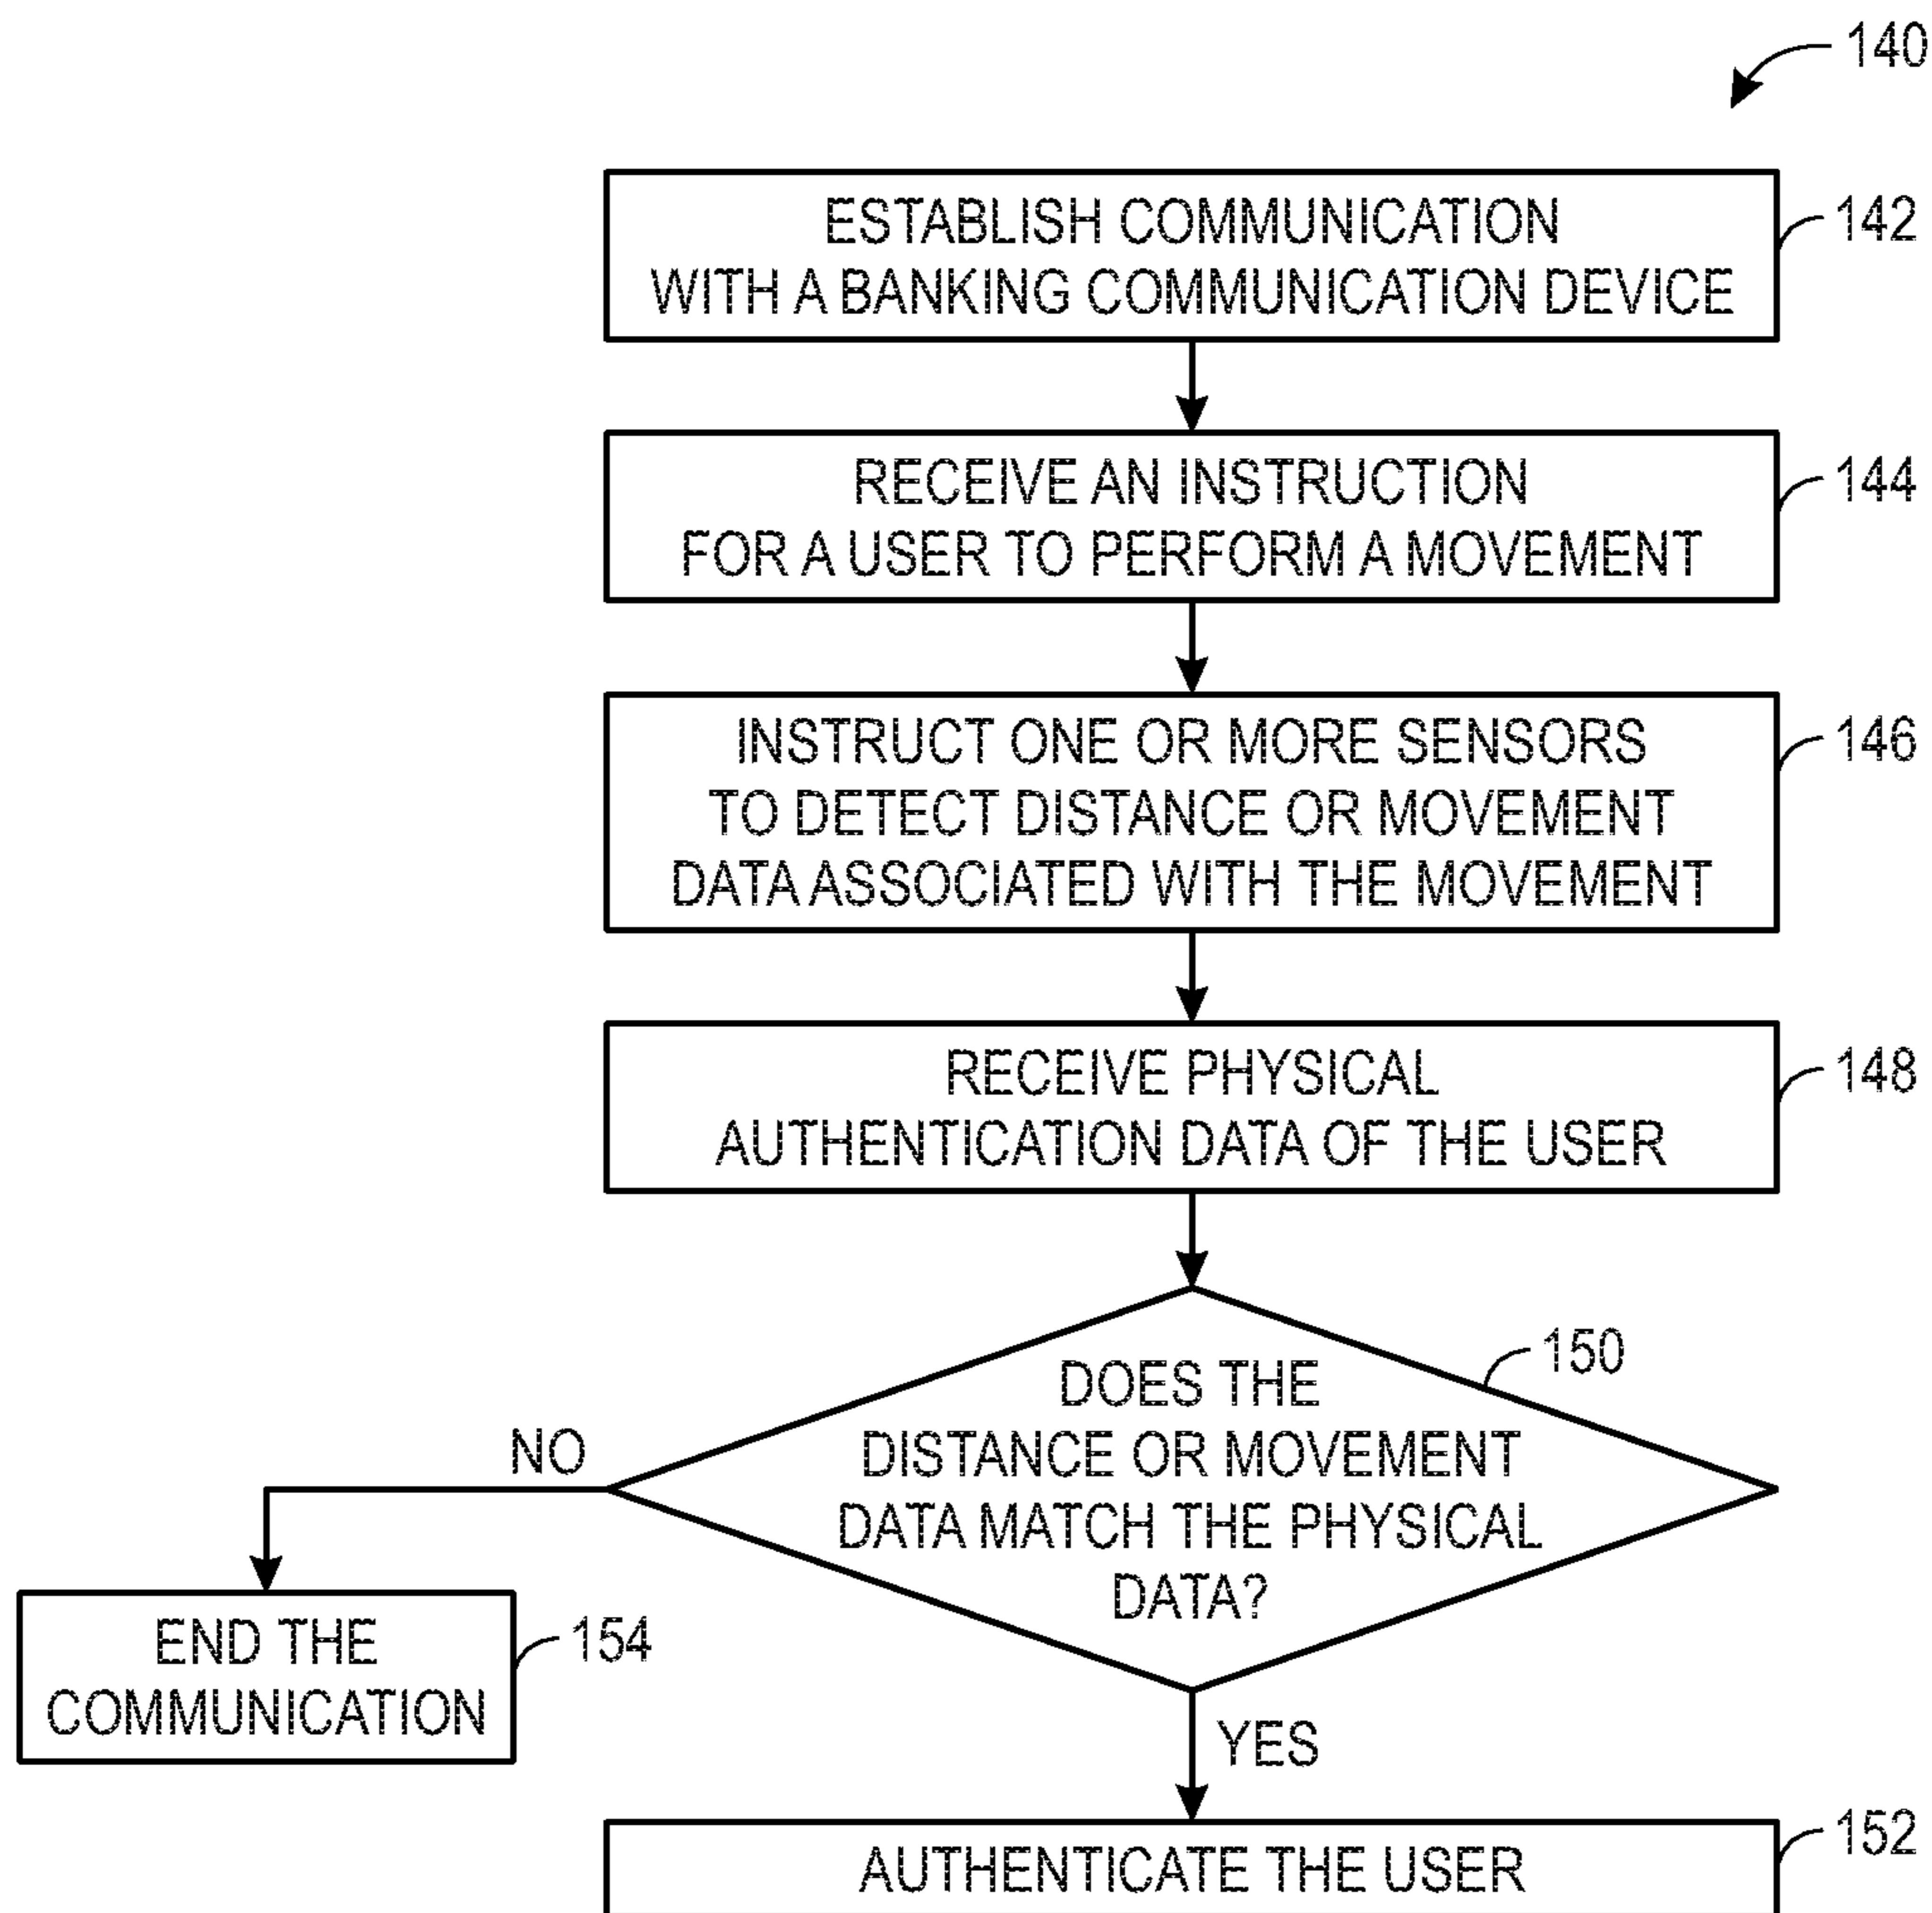 140
ESTABLISH COMMUNICATION
WITH A BANKING COMMUNICATION DEVICE
142
RECEIVE AN INSTRUCTION
FOR A USER TO PERFORM A MOVEMENT
144
INSTRUCT ONE OR MORE SENSORS
TO DETECT DISTANCE OR MOVEMENT
DATA ASSOCIATED WITH THE MOVEMENT
146
RECEIVE PHYSICAL
AUTHENTICATION DATA OF THE USER
148
DOES THE
DISTANCE OR MOVEMENT
DATA MATCH THE PHYSICAL
DATA?
150
NO
END THE
COMMUNICATION
154
YES
AUTHENTICATE THE USER
152